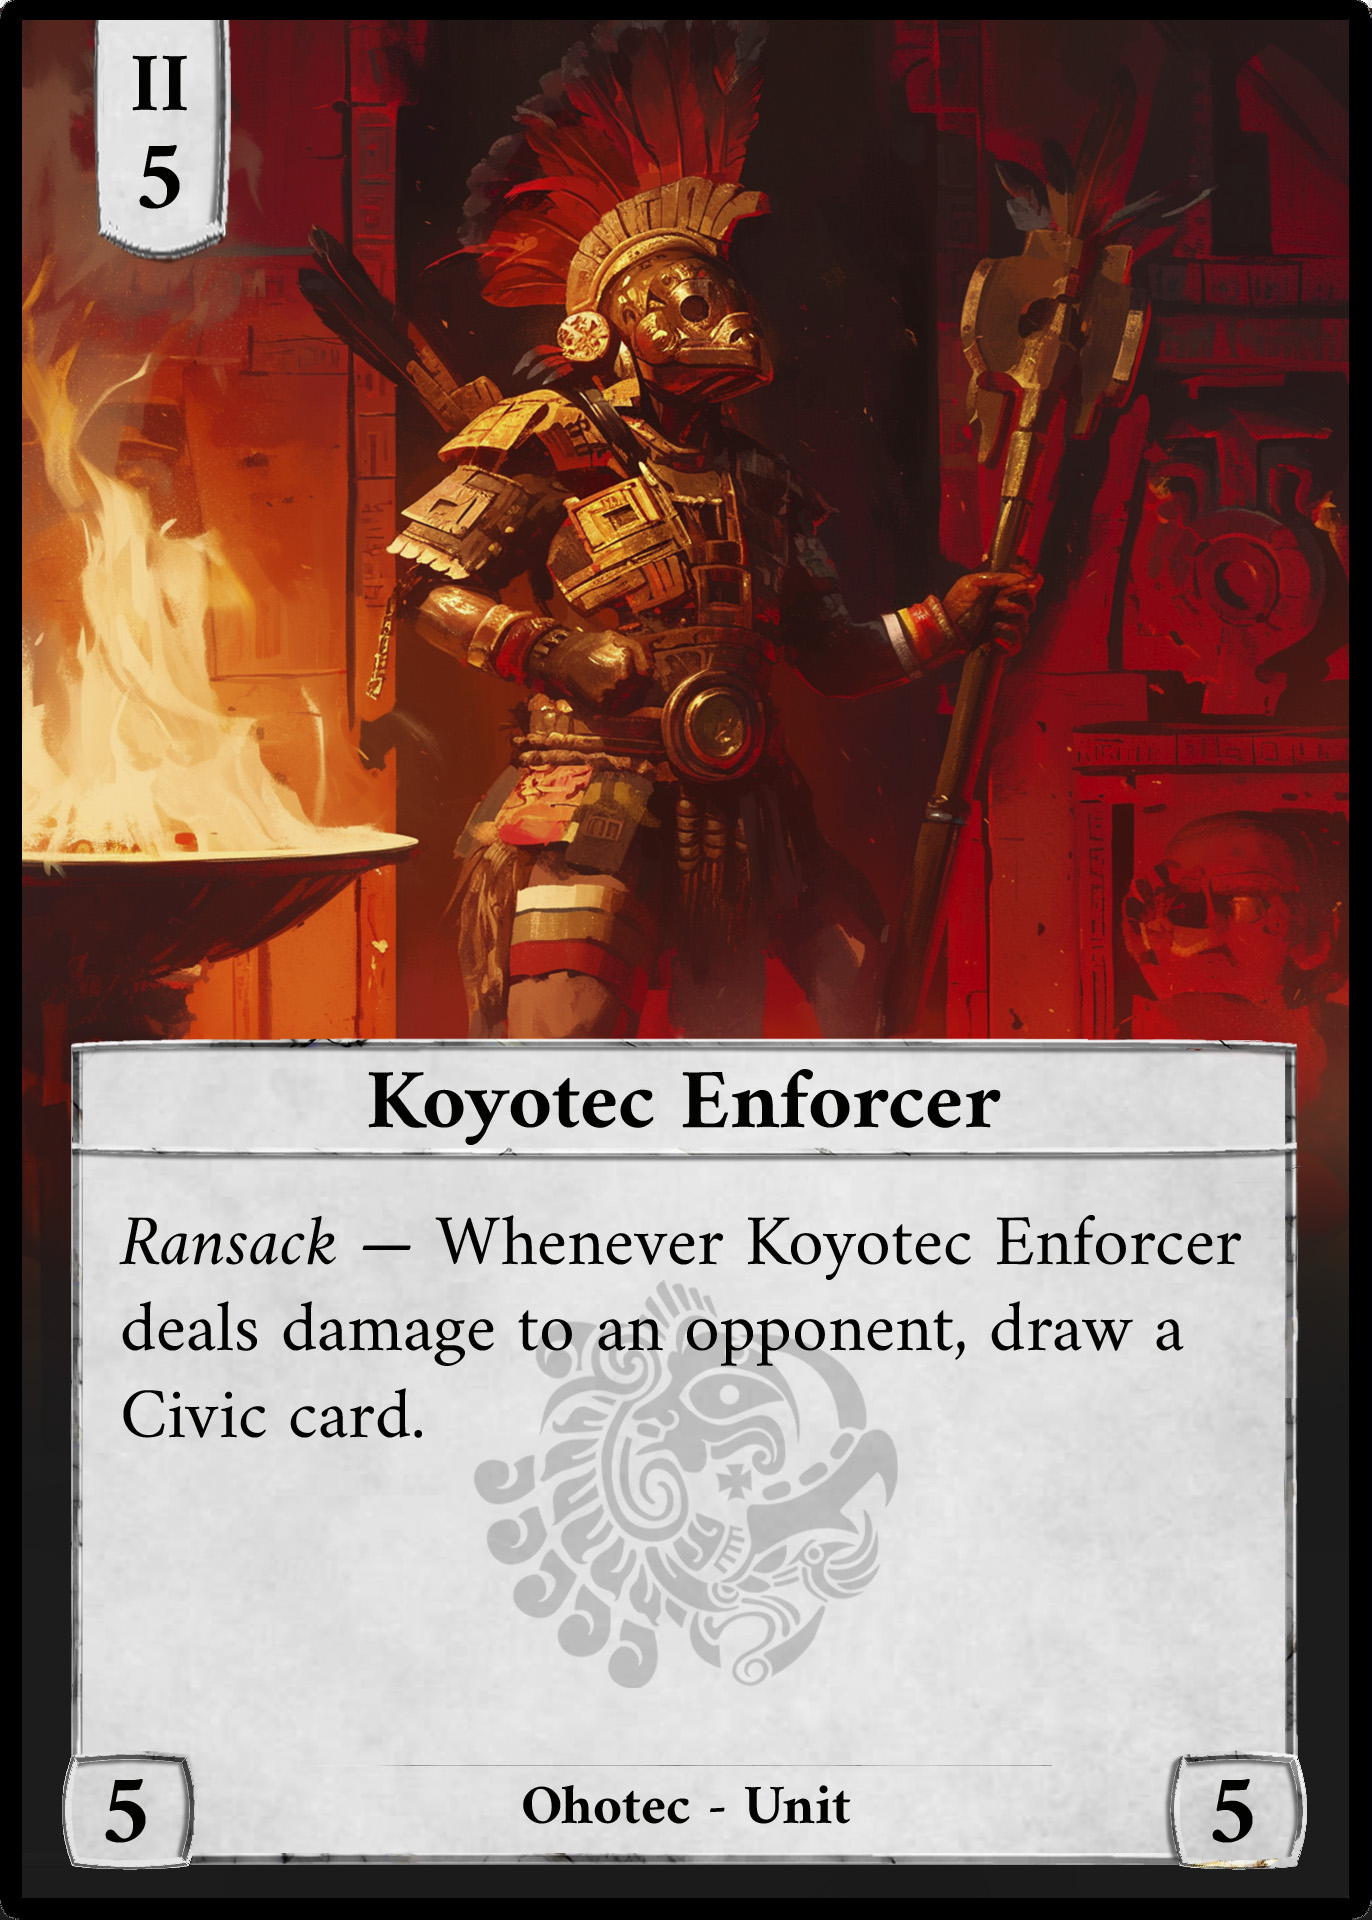 II
5
Koyotec Enforcer
Ransack — Whenever Koyotec Enforcer
deals damage to an opponent, draw a
Civic card.
5
Ohotec - Unit
5